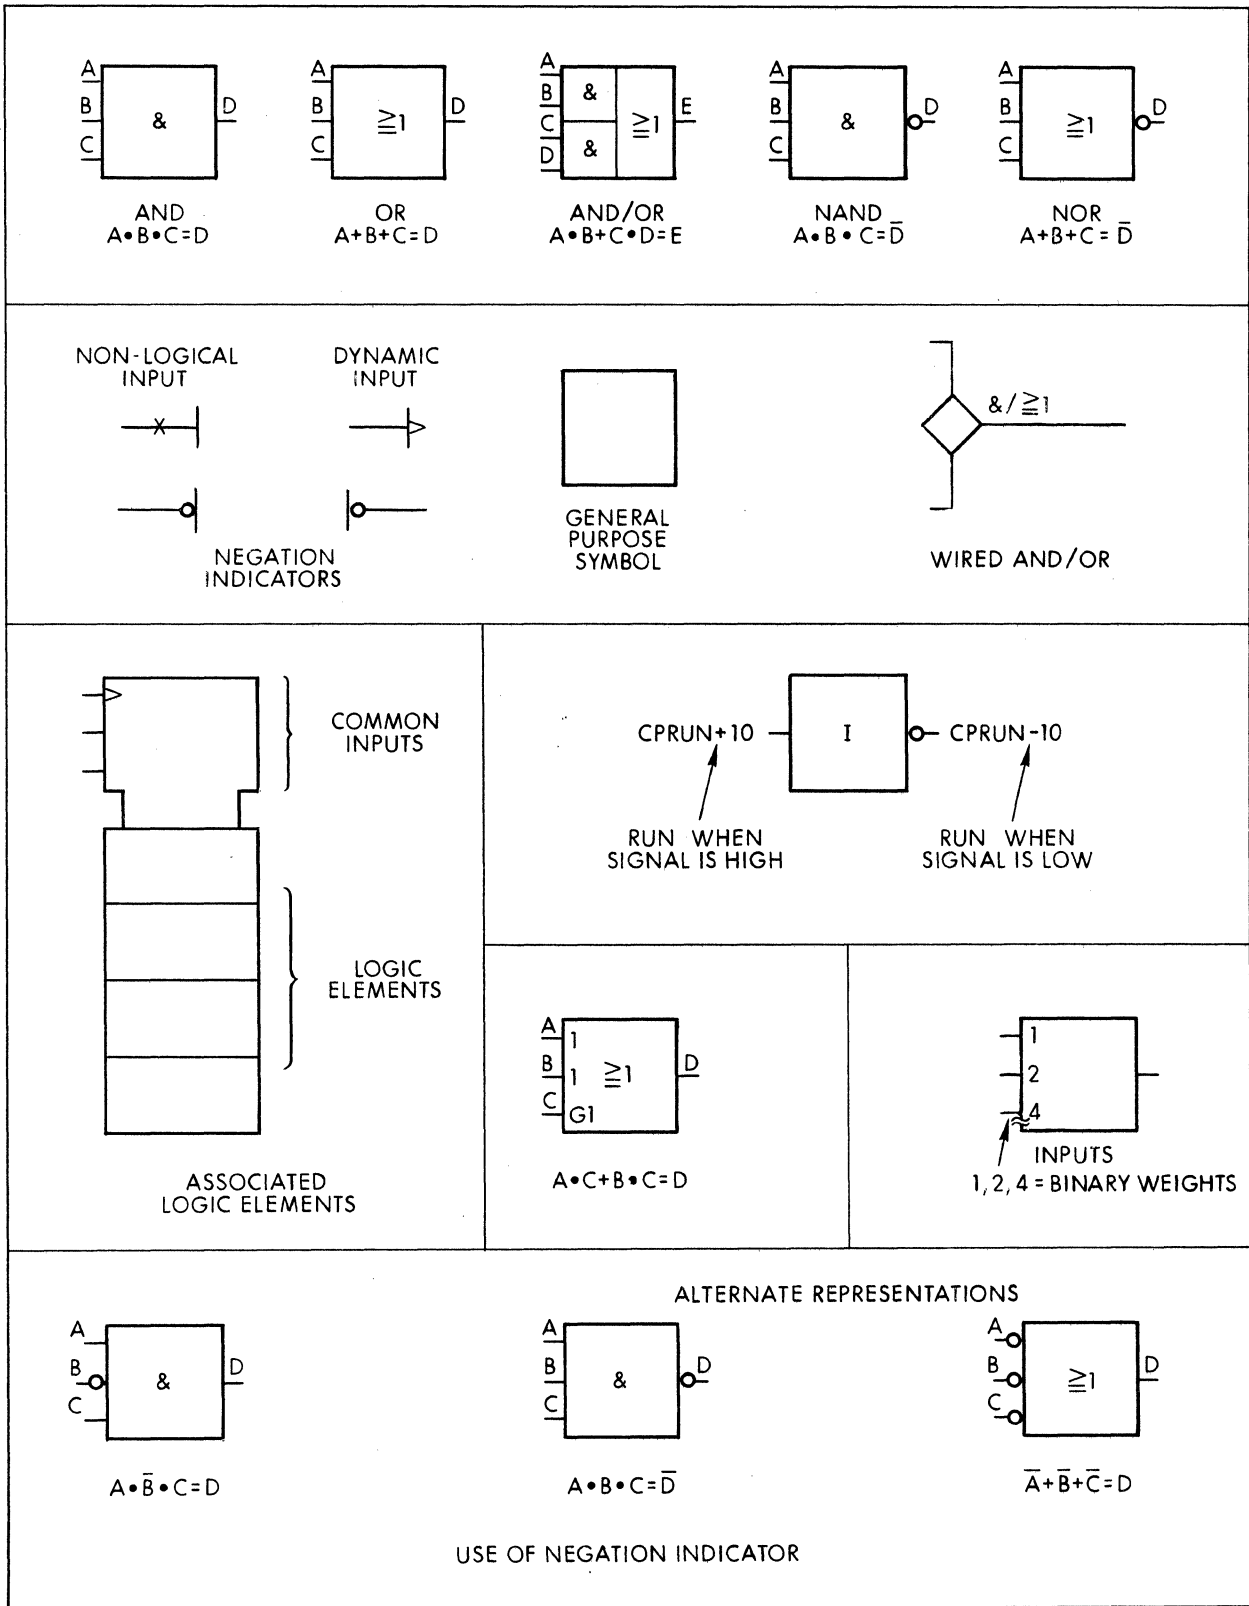 A
B
C
&
D
AND
A•B•C=D
A
B
C
≧1
D
OR
A+B+C=D
A
B
C
D
&
&
≧1
E
AND/OR
A•B+C•D=E
A
B
C
&
D
NAND
A•B•C=D̅
A
B
C
≧1
D
NOR
A+B+C=D̅
NON-LOGICAL
INPUT
X
DYNAMIC
INPUT
NEGATION
INDICATORS
GENERAL
PURPOSE
SYMBOL
&/≧1
WIRED AND/OR
COMMON
INPUTS
LOGIC
ELEMENTS
ASSOCIATED
LOGIC ELEMENTS
CPRUN+10
I
CPRUN-10
RUN WHEN
SIGNAL IS HIGH
RUN WHEN
SIGNAL IS LOW
A
B
C
1
1
G1
≧1
D
A•C+B•C=D
1
2
4
INPUTS
1,2,4=BINARY WEIGHTS
ALTERNATE REPRESENTATIONS
A
B
C
&
D
A•B̅•C=D
A
B
C
&
D
A•B•C=D̅
A
B
C
≧1
D
A̅+B̅+C̅=D
USE OF NEGATION INDICATOR